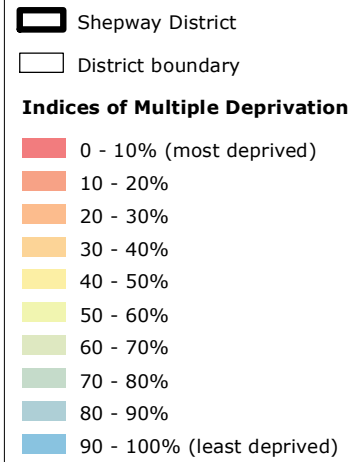 Shepway District
District boundary
Indices of Multiple Deprivation
0 - 10% (most deprived)
10 - 20%
20 - 30%
30 - 40%
40 - 50%
50 - 60%
60 - 70%
70 - 80%
80 - 90%
90 - 100% (least deprived)